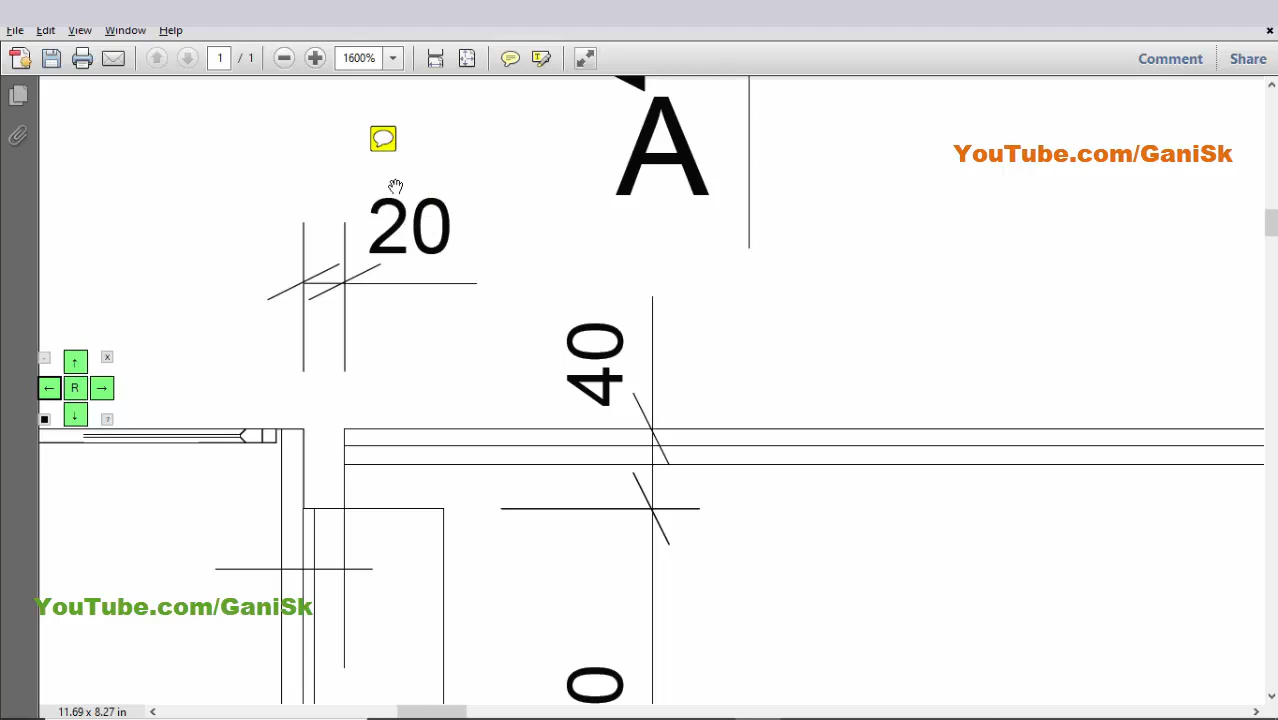 File Edit View Window Help ×
1 / 1 1600% Comment Share
A
YouTube.com/GaniSk
20
40
- ↑ X
← R →
■ ↓ ?
YouTube.com/GaniSk
0
11.69 x 8.27 in